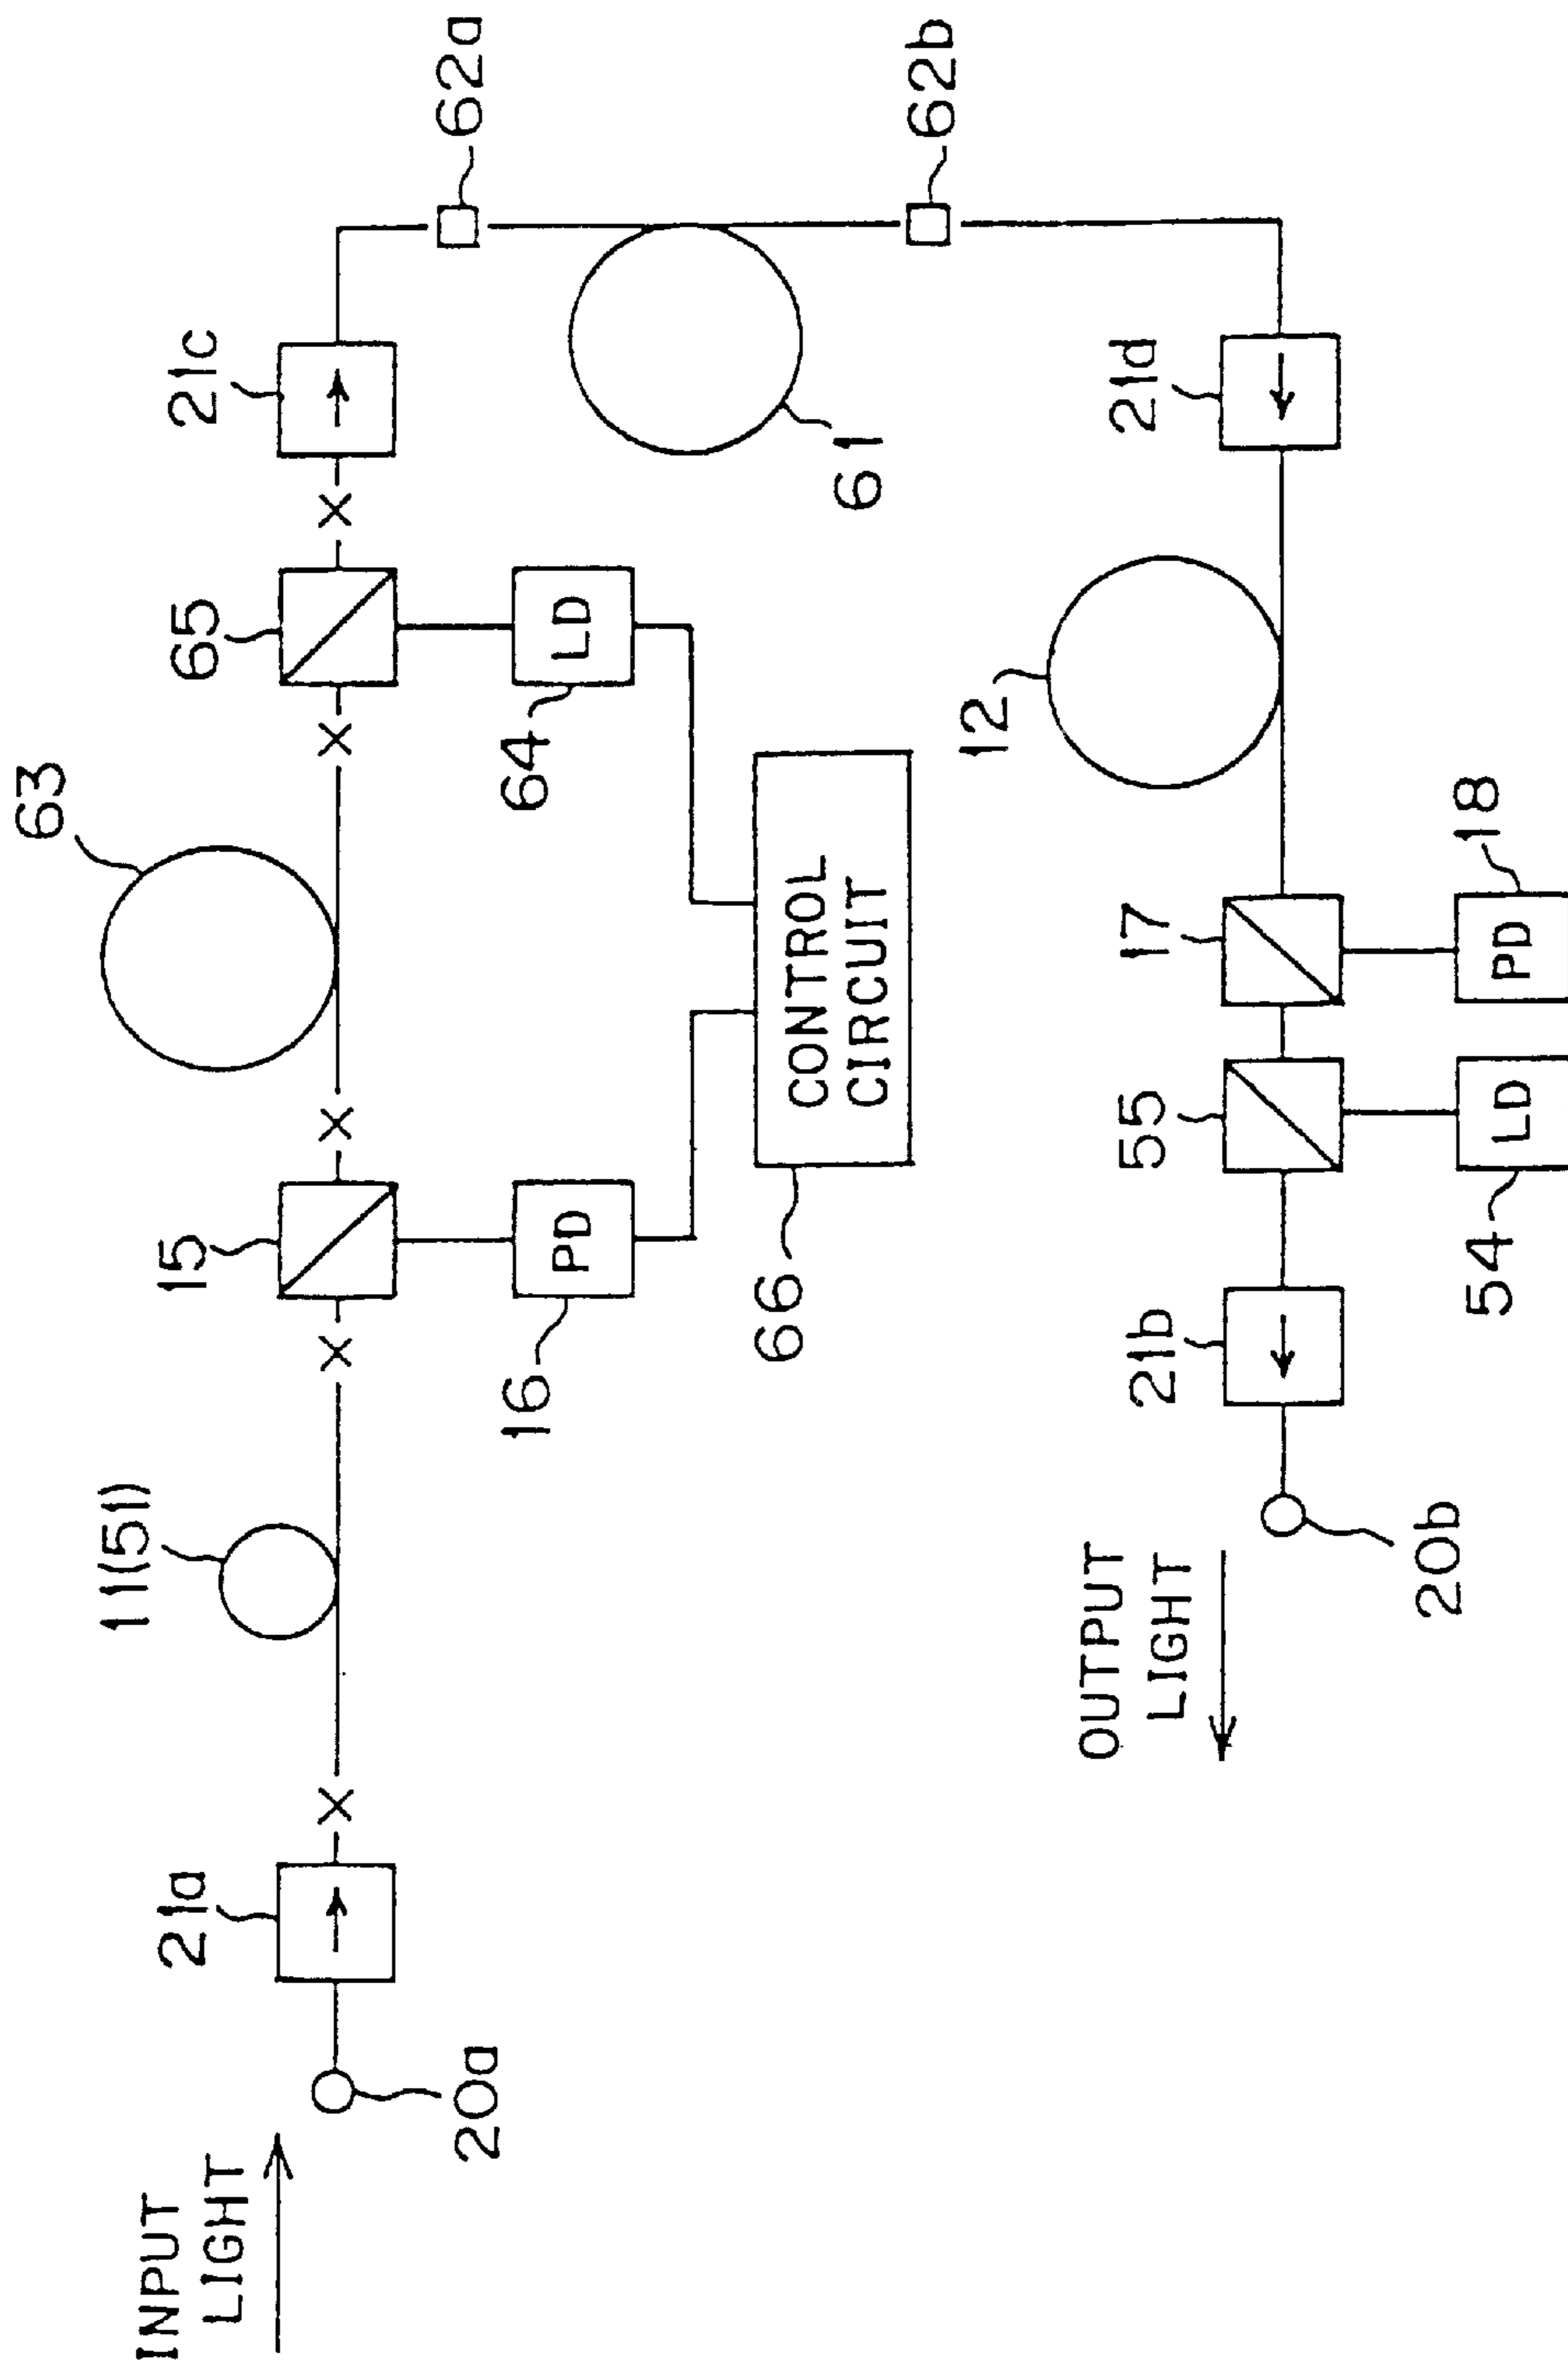 INPUT
LIGHT
20a
21a
11(51)
15
PD
16
63
65
LD
64
21c
62a
61
62b
CONTROL
CIRCUIT
66
21d
12
17
PD
18
55
LD
54
21b
20b
OUTPUT
LIGHT